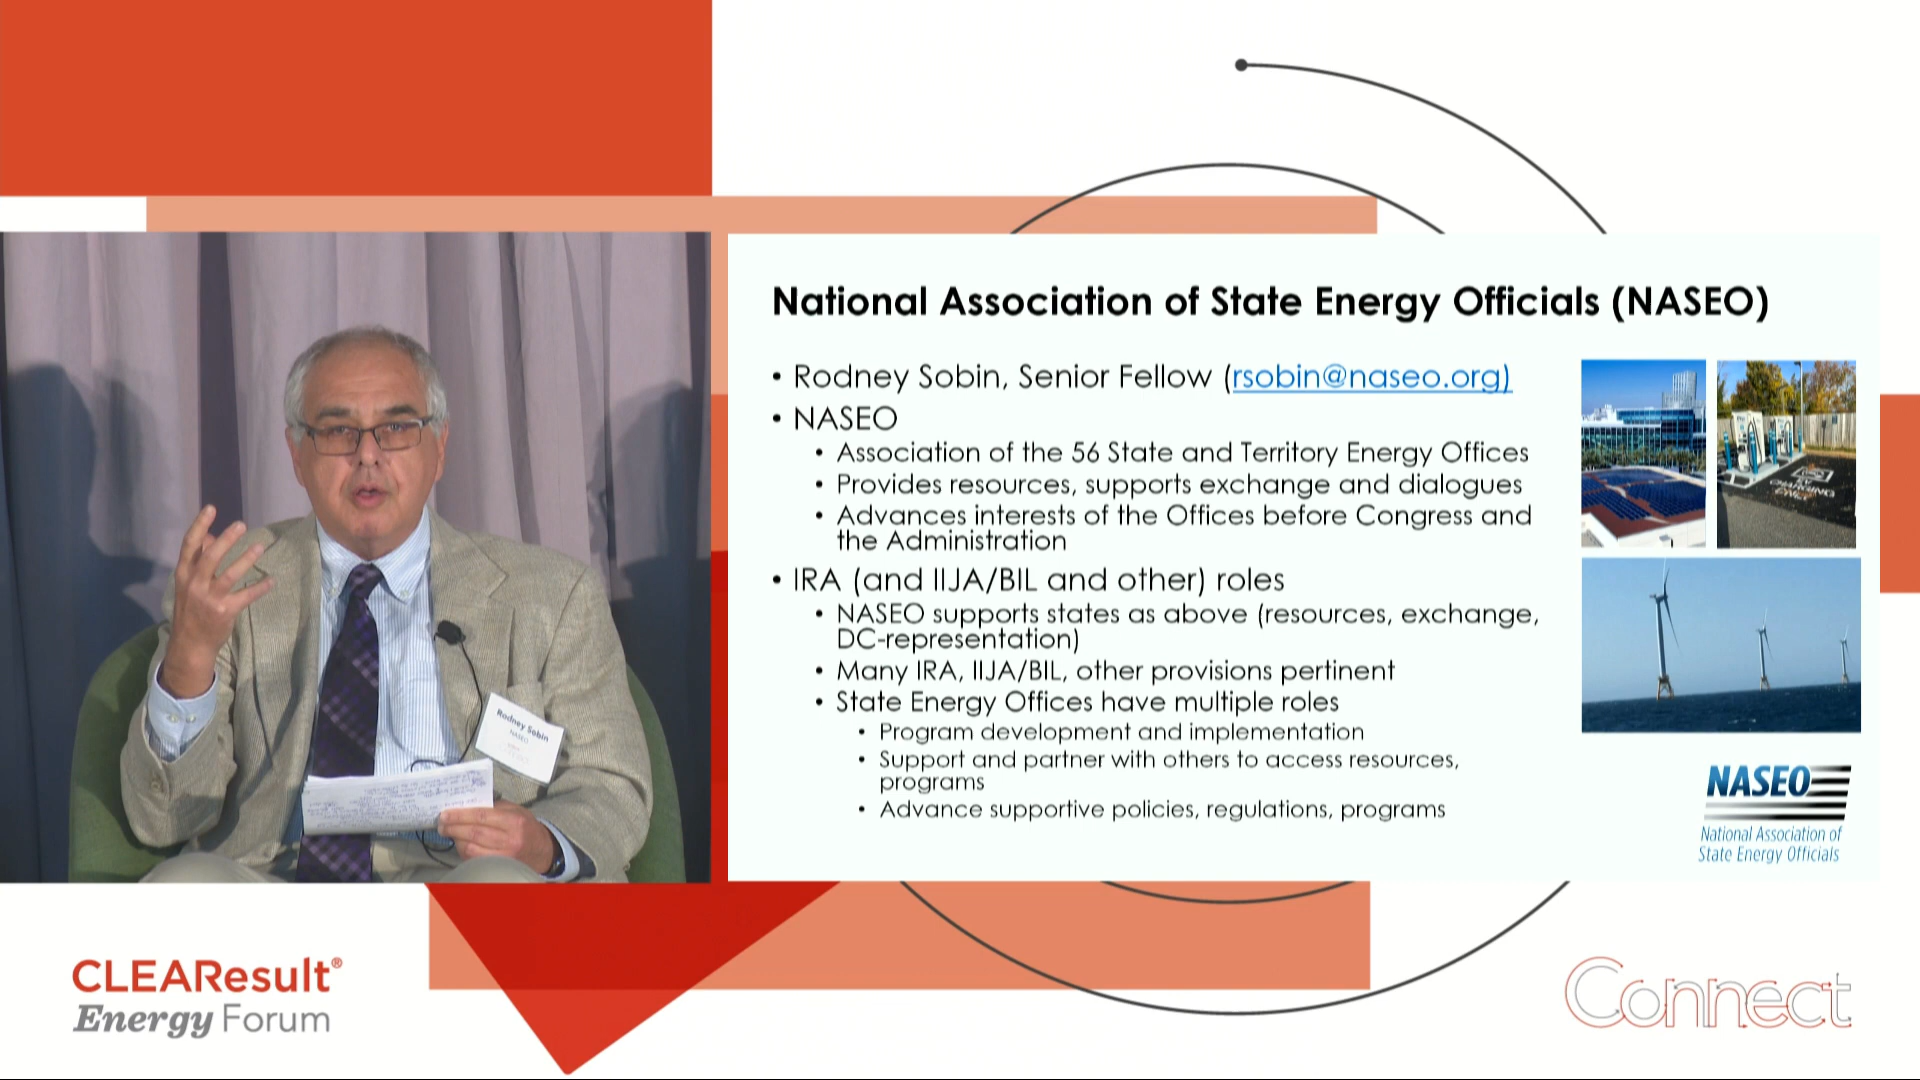 National Association of State Energy Officials (NASEO)
• Rodney Sobin, Senior Fellow (rsobin@naseo.org)
• NASEO
• Association of the 56 State and Territory Energy Offices
• Provides resources, supports exchange and dialogues
• Advances interests of the Offices before Congress and
the Administration
• IRA (and IIJA/BIL and other) roles
• NASEO supports states as above (resources, exchange,
DC-representation)
• Many IRA, IIJA/BIL, other provisions pertinent
• State Energy Offices have multiple roles
• Program development and implementation
• Support and partner with others to access resources,
programs
• Advance supportive policies, regulations, programs
CHARGING
ONLY
NASEO
National Association of
State Energy Officials
Rodney Sobin
NASEO
CLEAResult®
Energy Forum
Connect